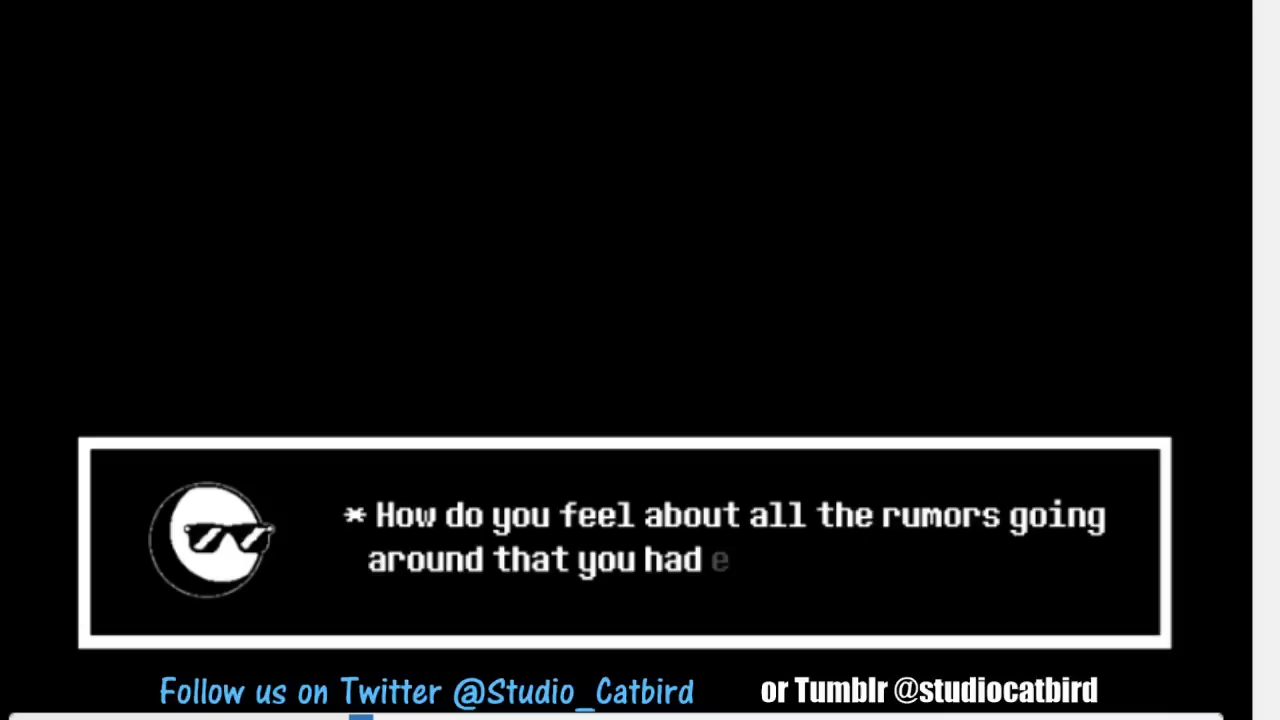 * How do you feel about all the rumors going
around that you had e
Follow us on Twitter @Studio_Catbird or Tumblr @studiocatbird